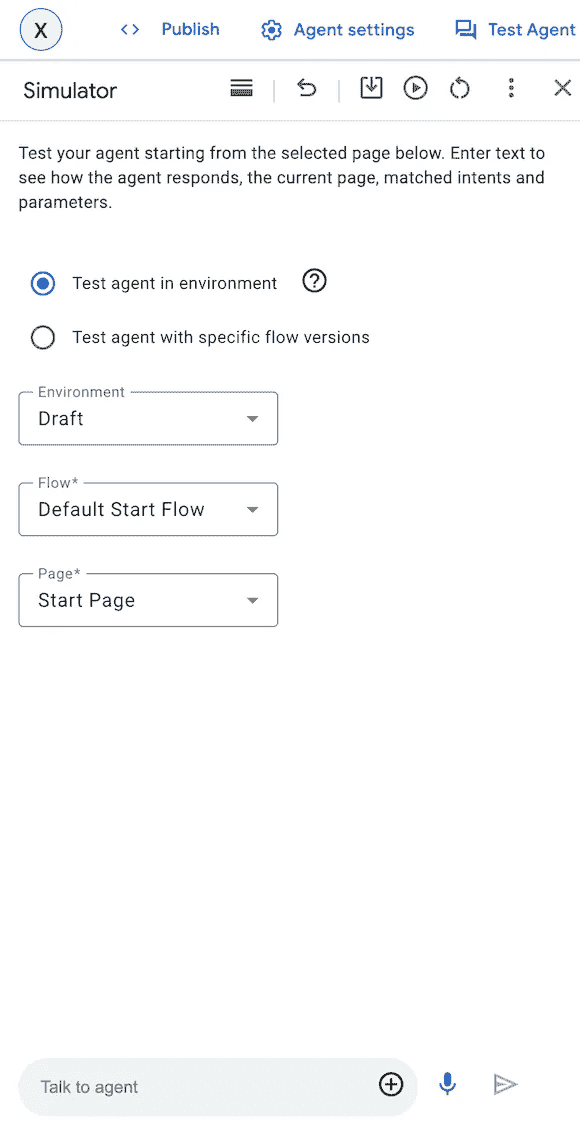 X <> Publish Agent settings Test Agent
Simulator
Test your agent starting from the selected page below. Enter text to
see how the agent responds, the current page, matched intents and
parameters.
Test agent in environment ?
Test agent with specific flow versions
Environment
Draft
Flow*
Default Start Flow
Page*
Start Page
Talk to agent